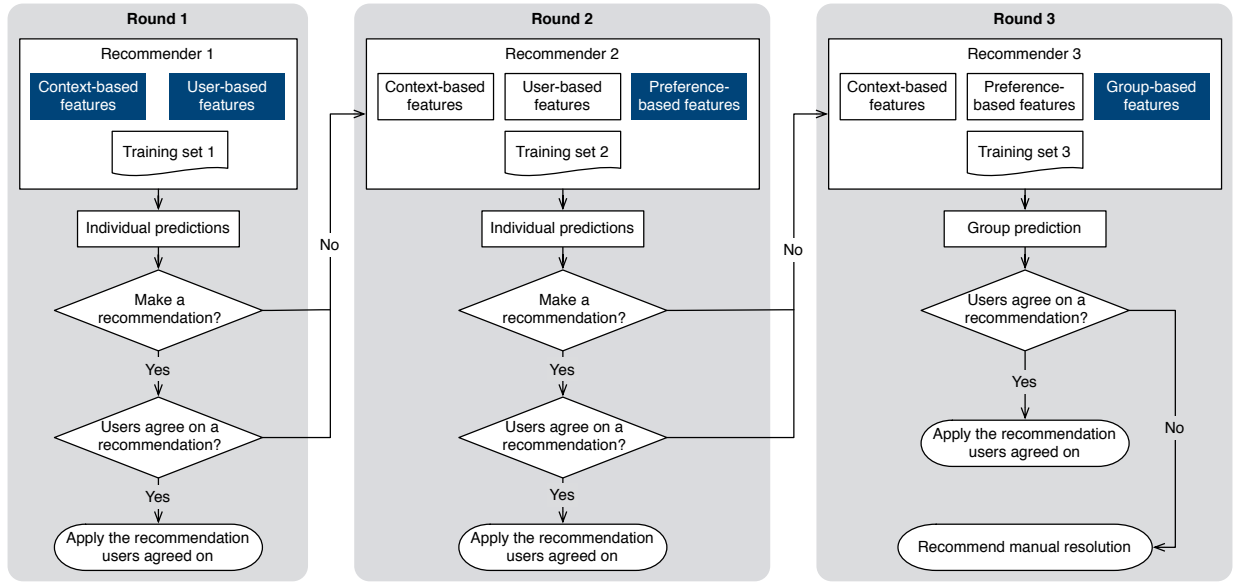 Round 1
Recommender 1
Context-based
features
User-based
features
Training set 1
Individual predictions
No
Make a
recommendation?
Yes
Users agree on a
recommendation?
Yes
Apply the recommendation
users agreed on
Round 2
Recommender 2
Context-based
features
User-based
features
Preference-
based features
Training set 2
Individual predictions
No
Make a
recommendation?
Yes
Users agree on a
recommendation?
Yes
Apply the recommendation
users agreed on
Round 3
Recommender 3
Context-based
features
Preference-
based features
Group-based
features
Training set 3
Group prediction
Users agree on a
recommendation?
Yes
No
Apply the recommendation
users agreed on
Recommend manual resolution